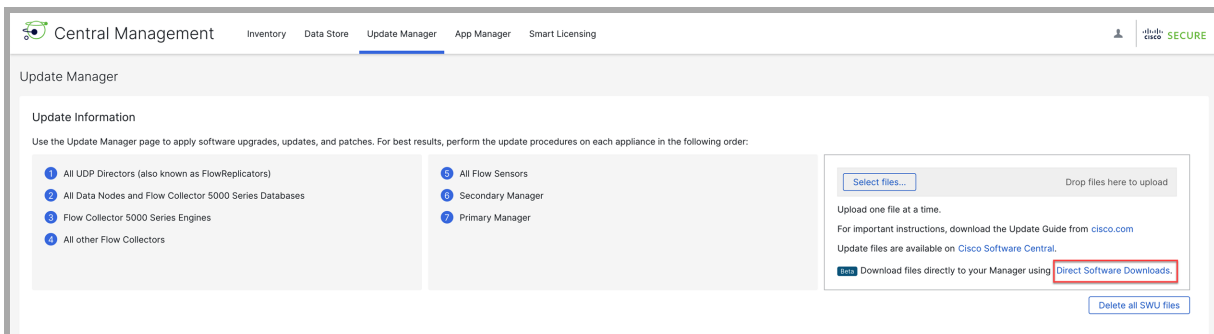 Central Management
Inventory
Data Store
Update Manager
App Manager
Smart Licensing
cisco SECURE
Update Manager
Update Information
Use the Update Manager page to apply software upgrades, updates, and patches. For best results, perform the update procedures on each appliance in the following order:
1 All UDP Directors (also known as FlowReplicators)
2 All Data Nodes and Flow Collector 5000 Series Databases
3 Flow Collector 5000 Series Engines
4 All other Flow Collectors
5 All Flow Sensors
6 Secondary Manager
7 Primary Manager
Select files...
Drop files here to upload
Upload one file at a time.
For important instructions, download the Update Guide from cisco.com
Update files are available on Cisco Software Central.
Beta Download files directly to your Manager using Direct Software Downloads.
Delete all SWU files